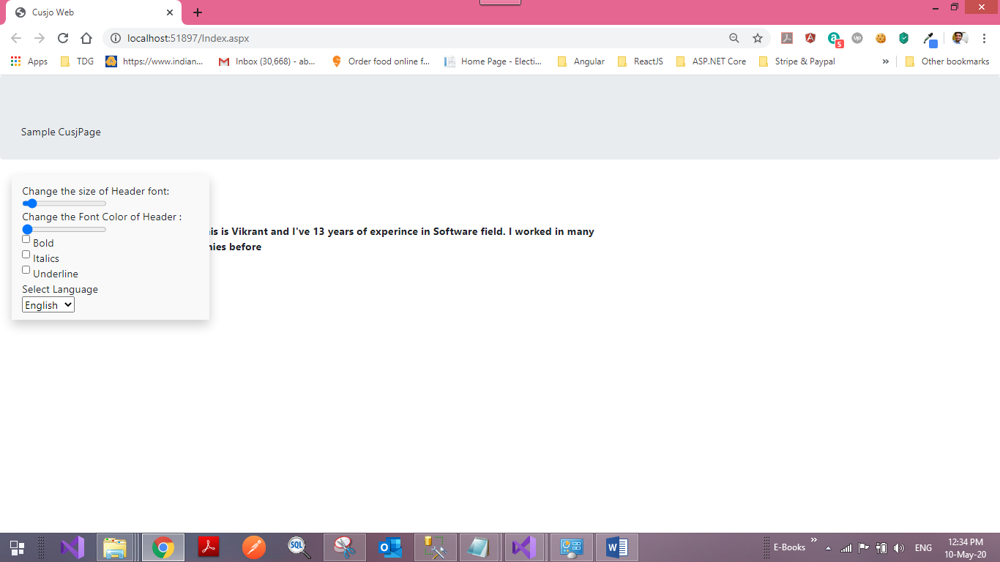 Cusjo Web
localhost:51897/Index.aspx
5
UP
Apps
TDG
https://www.indian...
Inbox (30,668) - ab...
Order food online f...
Home Page - Electi...
Angular
ReactJS
ASP.NET Core
Stripe & Paypal
»
Other bookmarks
Sample CusjPage
Change the size of Header font:
Change the Font Color of Header :
Bold
Italics
Underline
Select Language
English
is is Vikrant and I've 13 years of experince in Software field. I worked in many
nies before
SQL
E-Books
»
ENG
12:34 PM
10-May-20